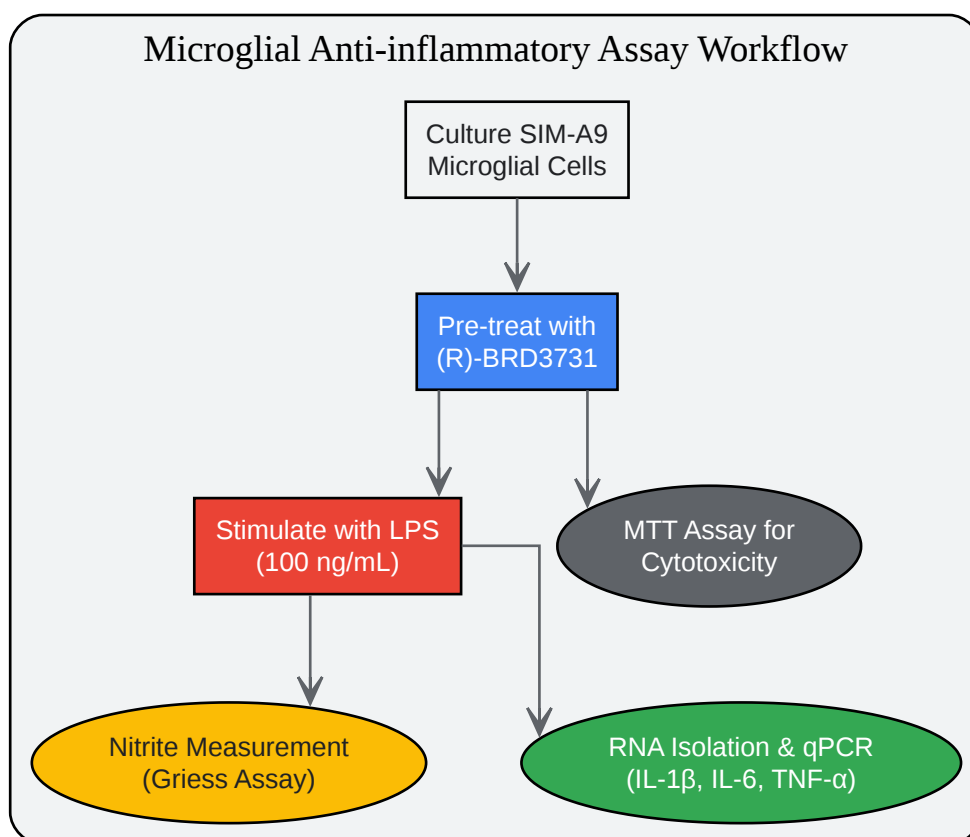 Microglial Anti-inflammatory Assay Workflow
Culture SIM-A9
Microglial Cells
Pre-treat with
(R)-BRD3731
Stimulate with LPS
(100 ng/mL)
MTT Assay for
Cytotoxicity
Nitrite Measurement
(Griess Assay)
RNA Isolation & qPCR
(IL-1β, IL-6, TNF-α)